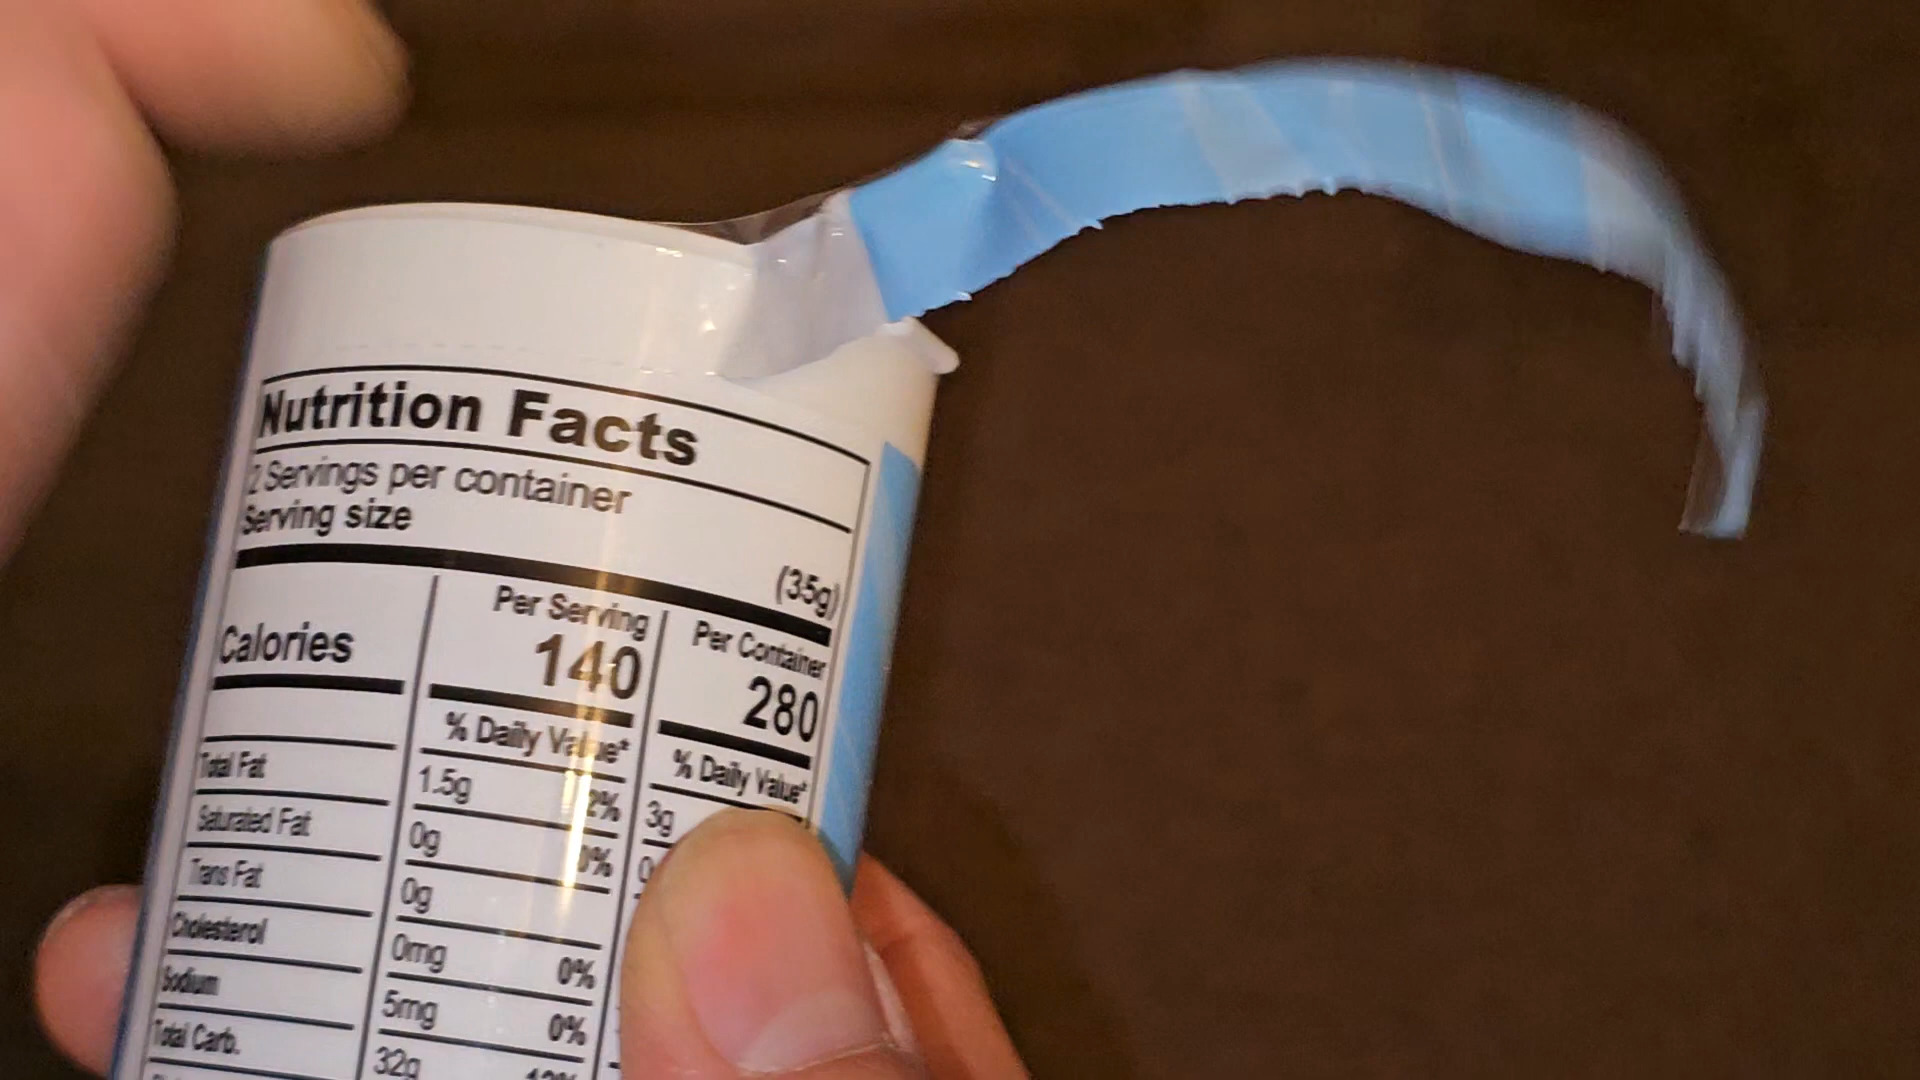 Nutrition Facts
2 Servings per container
Serving size
(35g)
Per Serving Per Container
Calories 140 280
% Daily Value* % Daily Value*
Total Fat 1.5g 2% 3g
Saturated Fat 0g 0%
Trans Fat 0g
Cholesterol 0mg 0%
Sodium 5mg 0%
Total Carb. 32g